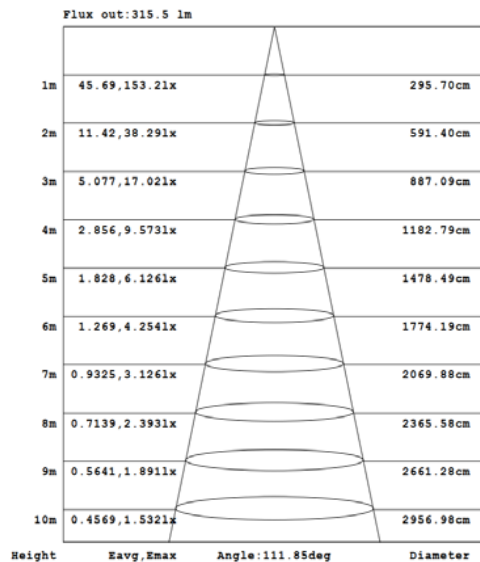 Flux out:315.5 lm
1m 45.69,153.2lx 295.70cm
2m 11.42,38.29lx 591.40cm
3m 5.077,17.02lx 887.09cm
4m 2.856,9.573lx 1182.79cm
5m 1.828,6.126lx 1478.49cm
6m 1.269,4.254lx 1774.19cm
7m 0.9325,3.126lx 2069.88cm
8m 0.7139,2.393lx 2365.58cm
9m 0.5641,1.891lx 2661.28cm
10m 0.4569,1.532lx 2956.98cm
Height Eavg,Emax Angle:111.85deg Diameter